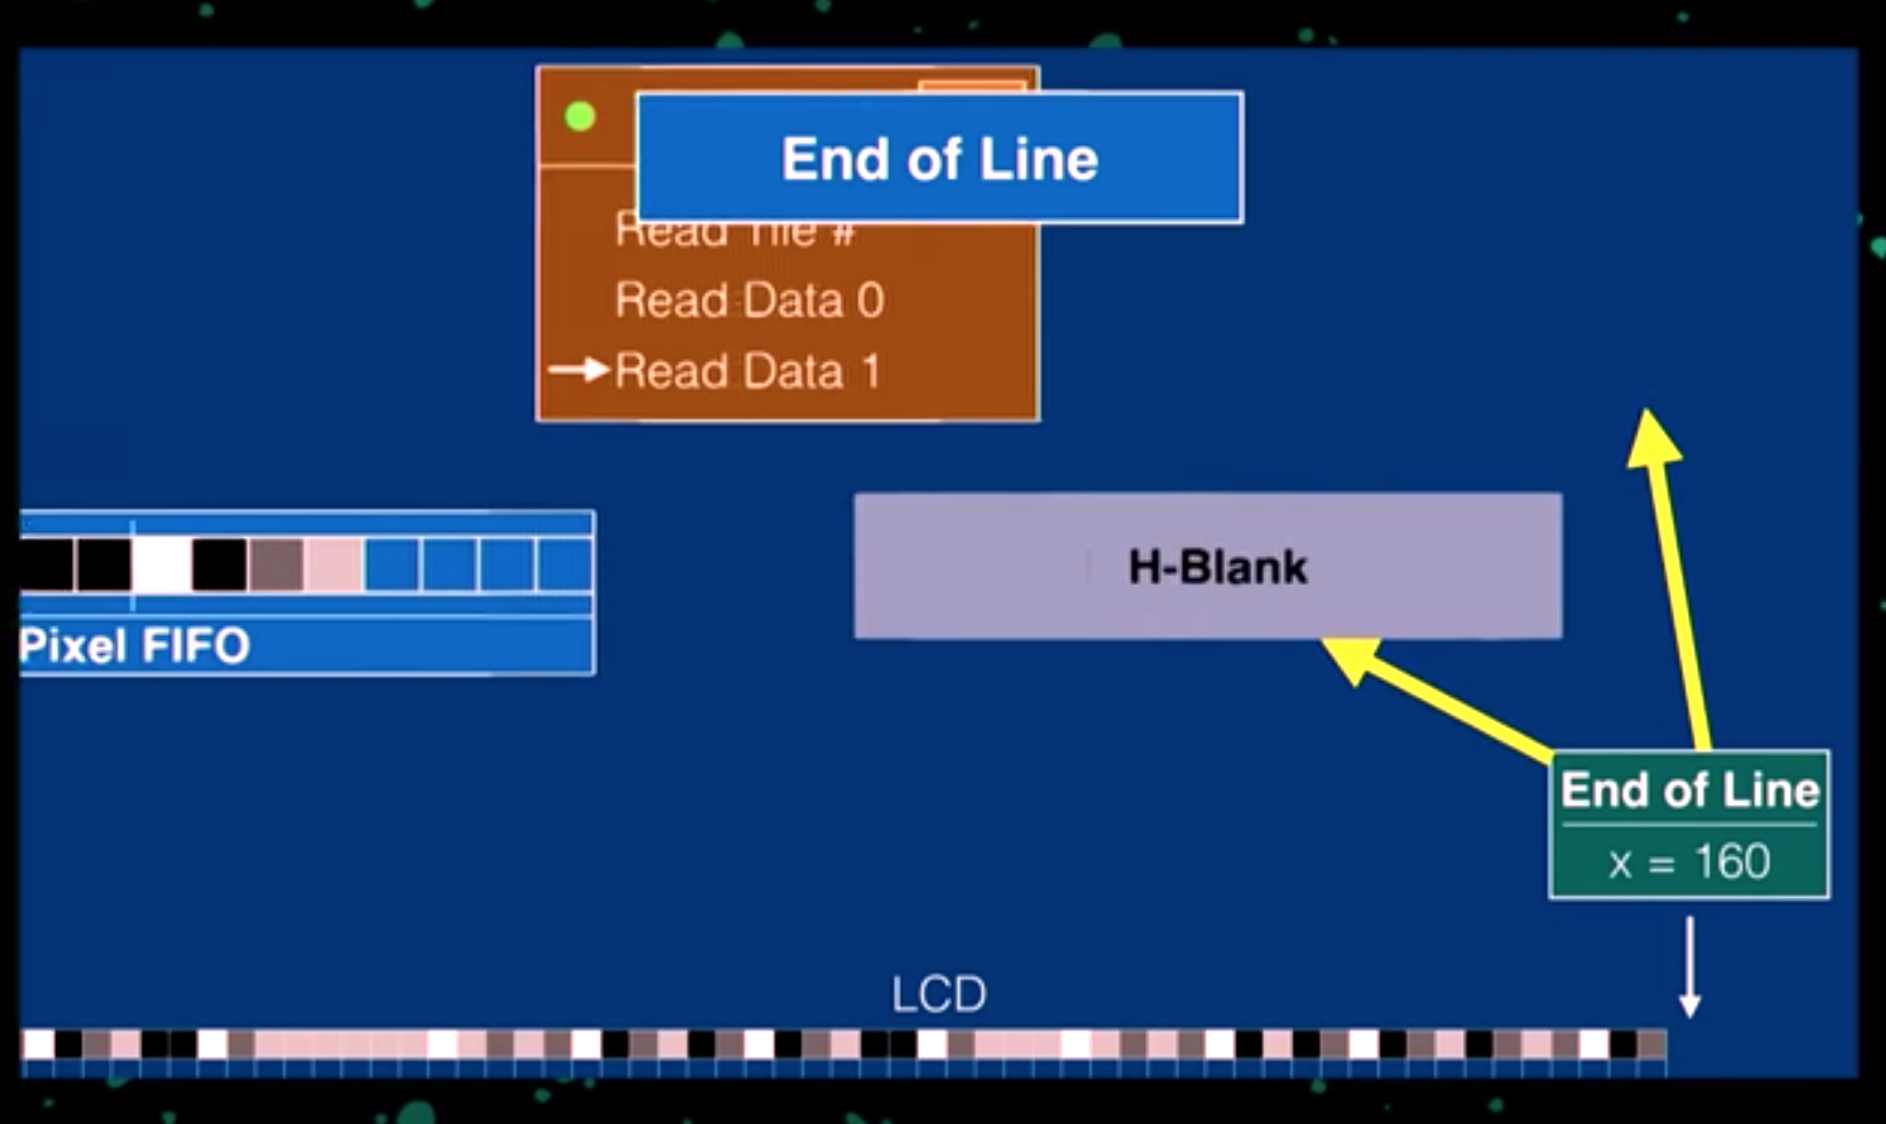 End of Line
Read Tile #
Read Data 0
Read Data 1
H-Blank
Pixel FIFO
End of Line
x = 160
LCD